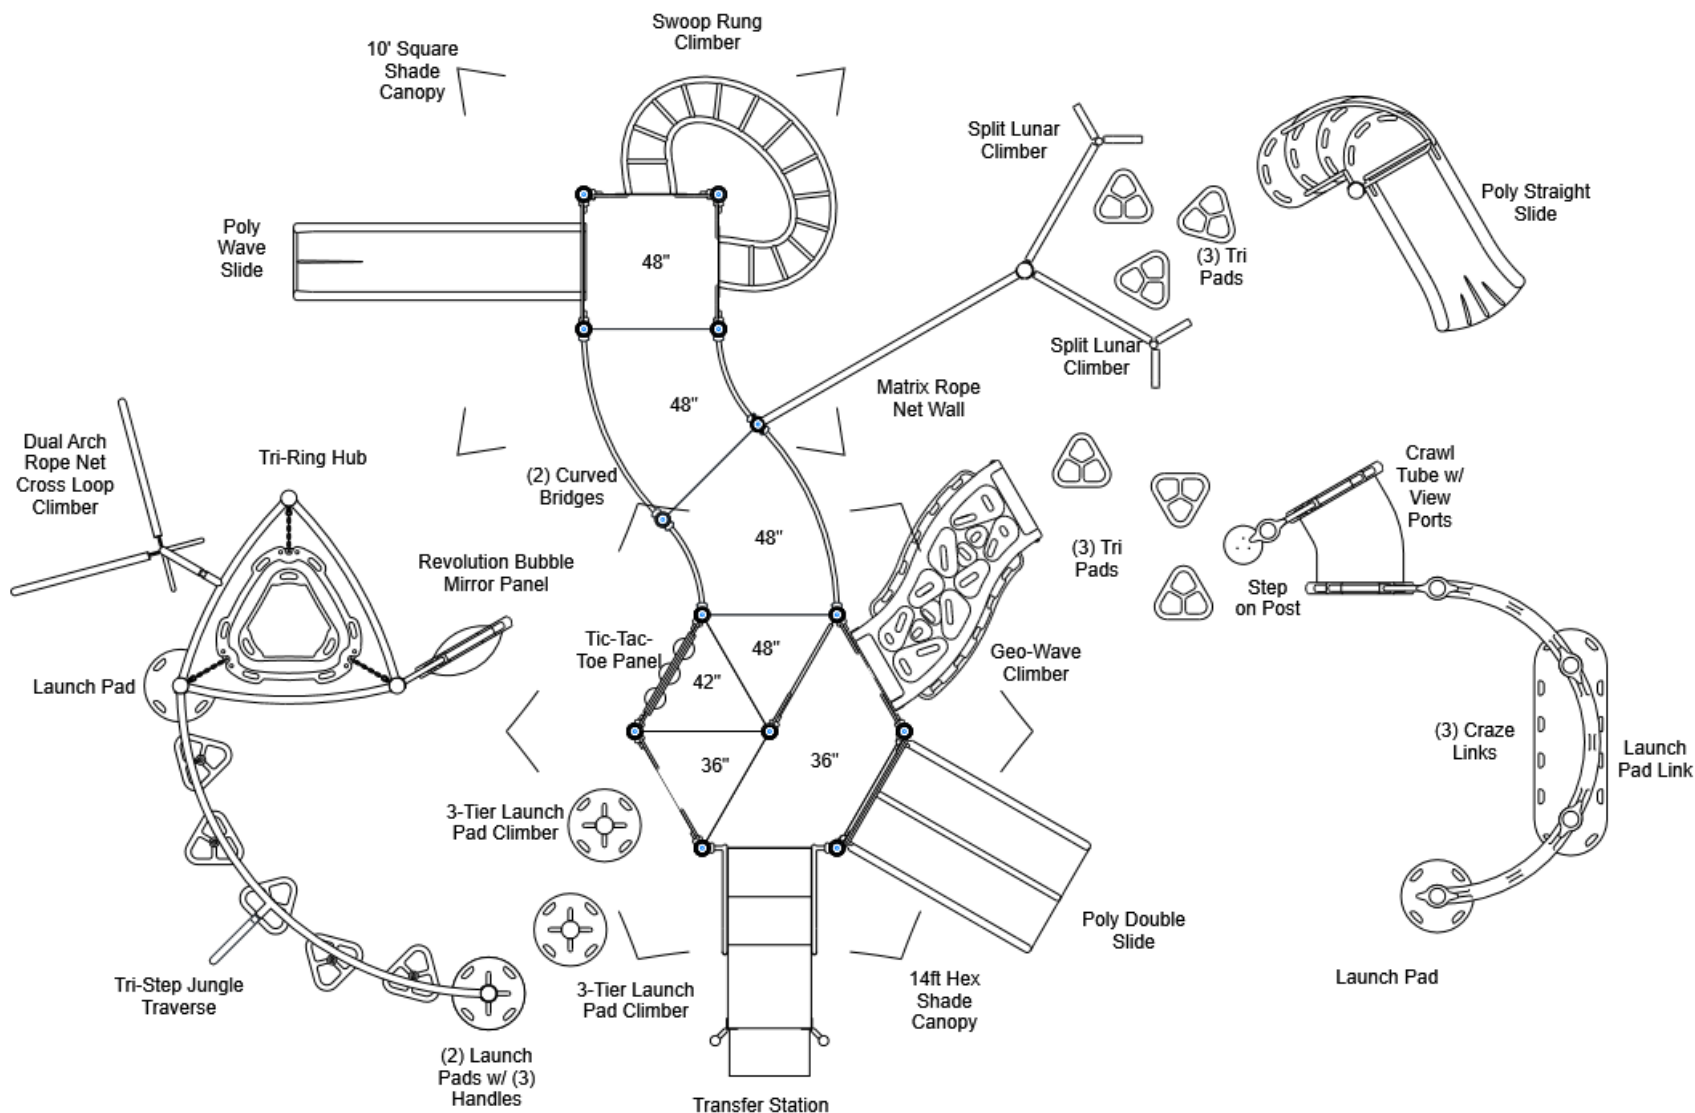 Swoop Rung
Climber
10' Square
Shade
Canopy
Split Lunar
Climber
Poly Straight
Slide
Poly
Wave
Slide
48"
(3) Tri
Pads
Split Lunar
Climber
Matrix Rope
Net Wall
48"
Dual Arch
Rope Net
Cross Loop
Climber
Tri-Ring Hub
(2) Curved
Bridges
Crawl
Tube w/
View
Ports
48"
(3) Tri
Pads
Revolution Bubble
Mirror Panel
Step
on Post
Tic-Tac-
Toe Panel
48"
42"
Geo-Wave
Climber
Launch Pad
(3) Craze
Links
Launch
Pad Link
36"
36"
3-Tier Launch
Pad Climber
Poly Double
Slide
Tri-Step Jungle
Traverse
3-Tier Launch
Pad Climber
14ft Hex
Shade
Canopy
Launch Pad
(2) Launch
Pads w/ (3)
Handles
Transfer Station